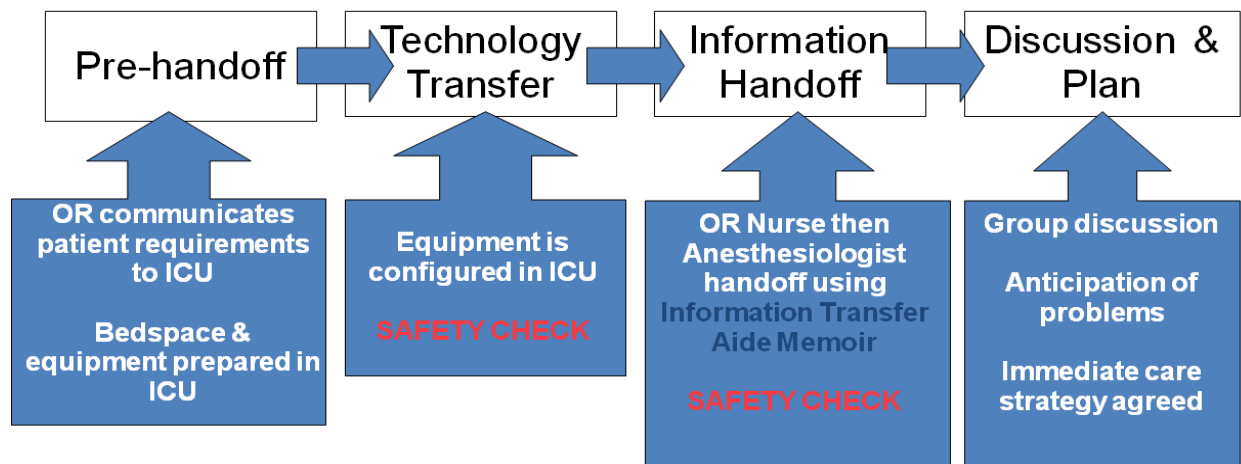 Pre-handoff
Technology
Transfer
Information
Handoff
Discussion &
Plan
OR communicates
patient requirements
to ICU
Bedspace &
equipment prepared in
ICU
Equipment is
configured in ICU
SAFETY CHECK
OR Nurse then
Anesthesiologist
handoff using
Information Transfer
Aide Memoir
SAFETY CHECK
Group discussion
Anticipation of
problems
Immediate care
strategy agreed